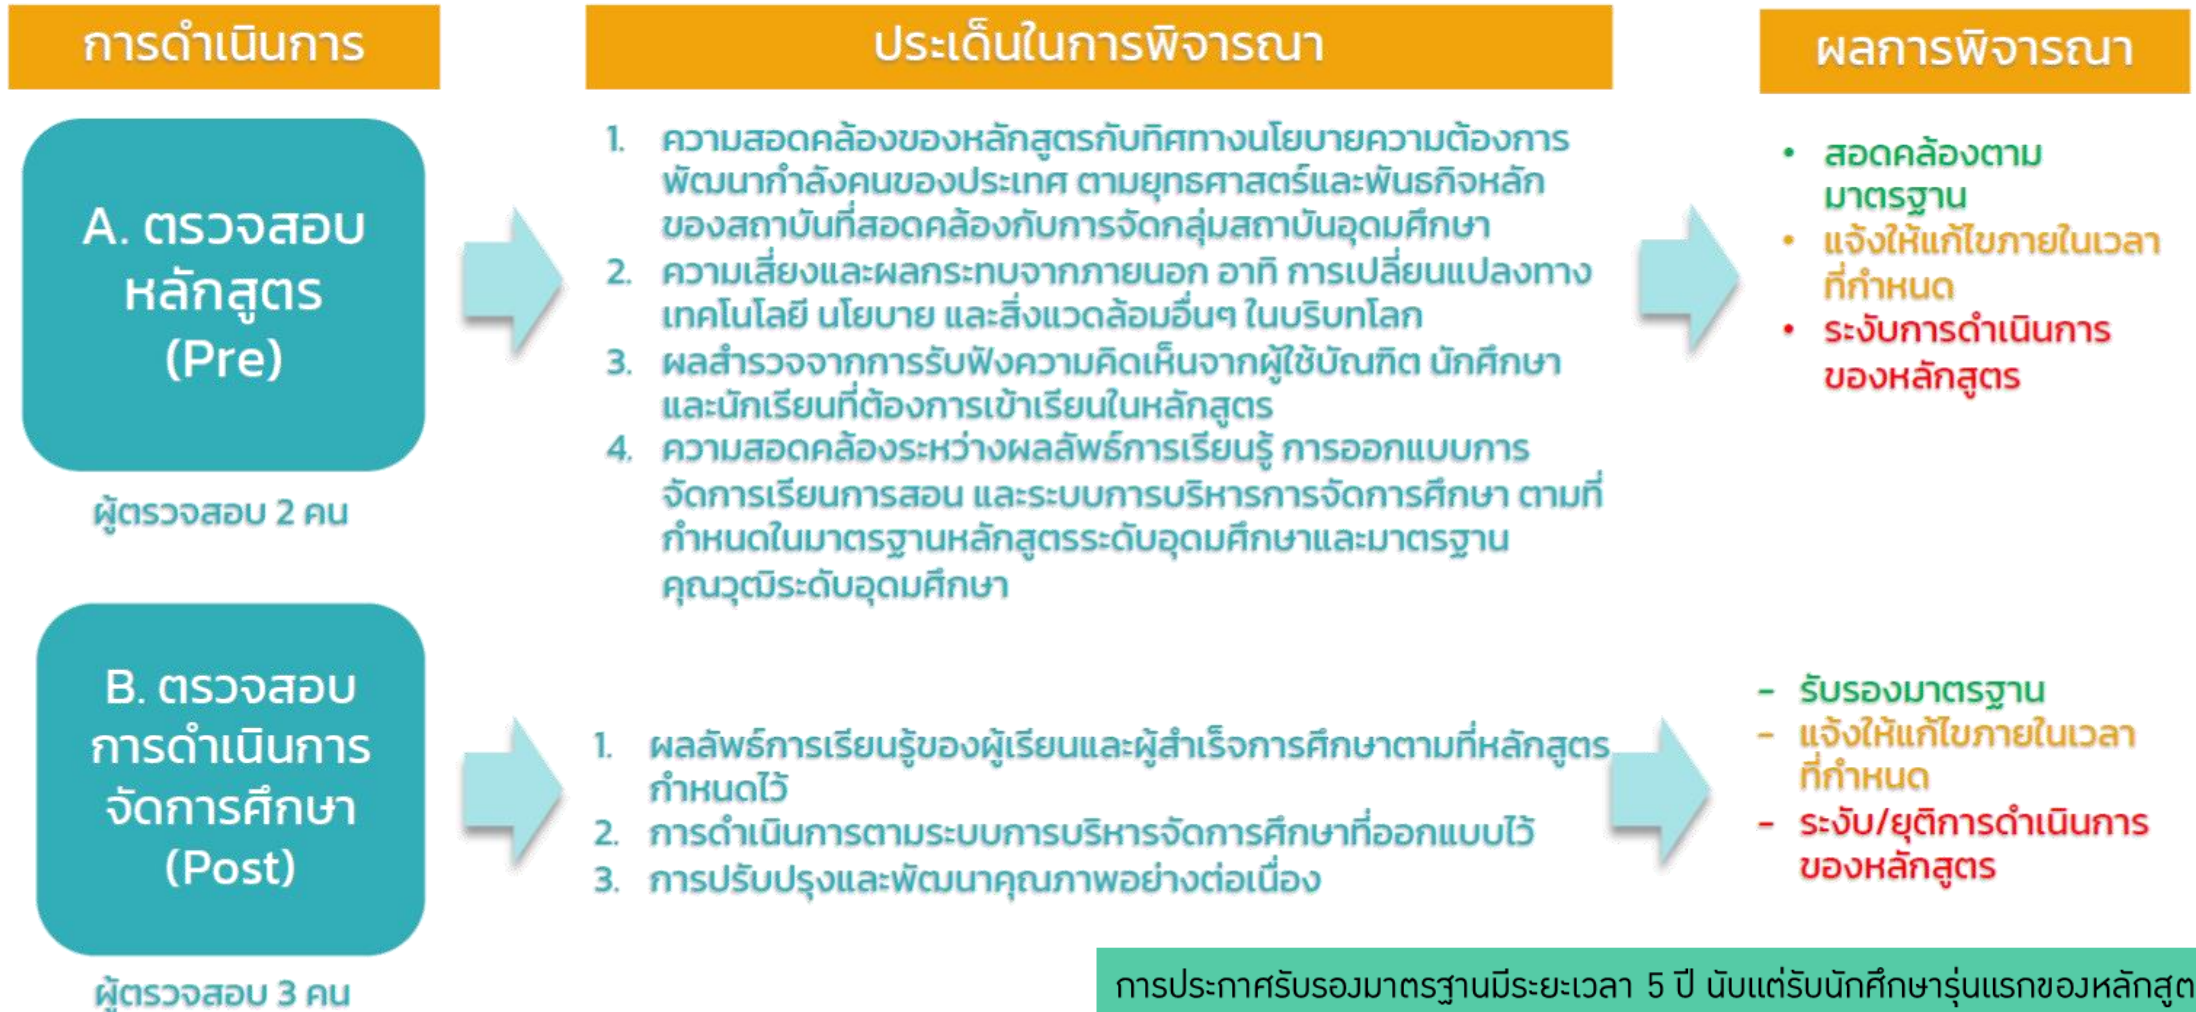 การดำเนินการ
ประเด็นในการพิจารณา
ผลการพิจารณา
A. ตรวจสอบ
หลักสูตร
(Pre)
ผู้ตรวจสอบ 2 คน
1. ความสอดคล้องของหลักสูตรกับทิศทางนโยบายความต้องการ
พัฒนากำลังคนของประเทศ ตามยุทธศาสตร์และพันธกิจหลัก
ของสถาบันที่สอดคล้องกับการจัดกลุ่มสถาบันอุดมศึกษา
2. ความเสี่ยงและผลกระทบจากภายนอก อาทิ การเปลี่ยนแปลงทาง
เทคโนโลยี นโยบาย และสิ่งแวดล้อมอื่นๆ ในบริบทโลก
3. ผลสำรวจจากการรับฟังความคิดเห็นจากผู้ใช้บัณฑิต นักศึกษา
และนักเรียนที่ต้องการเข้าเรียนในหลักสูตร
4. ความสอดคล้องระหว่างผลลัพธ์การเรียนรู้ การออกแบบการ
จัดการเรียนการสอน และระบบการบริหารการจัดการศึกษา ตามที่
กำหนดในมาตรฐานหลักสูตรระดับอุดมศึกษาและมาตรฐาน
คุณวุฒิระดับอุดมศึกษา
• สอดคล้องตาม
มาตรฐาน
• แจ้งให้แก้ไขภายในเวลา
ที่กำหนด
• ระงับการดำเนินการ
ของหลักสูตร
B. ตรวจสอบ
การดำเนินการ
จัดการศึกษา
(Post)
ผู้ตรวจสอบ 3 คน
1. ผลลัพธ์การเรียนรู้ของผู้เรียนและผู้สำเร็จการศึกษาตามที่หลักสูตร
กำหนดไว้
2. การดำเนินการตามระบบการบริหารจัดการศึกษาที่ออกแบบไว้
3. การปรับปรุงและพัฒนาคุณภาพอย่างต่อเนื่อง
- รับรองมาตรฐาน
- แจ้งให้แก้ไขภายในเวลา
ที่กำหนด
- ระงับ/ยุติการดำเนินการ
ของหลักสูตร
การประกาศรับรองมาตรฐานมีระยะเวลา 5 ปี นับแต่รับนักศึกษารุ่นแรกของหลักสูต